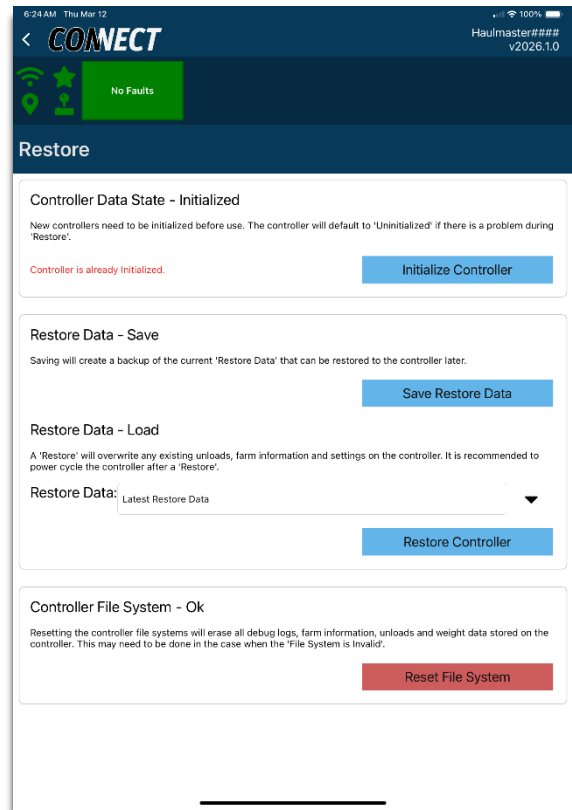 6:24 AM Thu Mar 12
100%
CONNECT
Haulmaster####
v2026.1.0
No Faults
Restore
Controller Data State - Initialized
New controllers need to be initialized before use. The controller will default to 'Uninitialized' if there is a problem during
'Restore'.
Controller is already Initialized.
Initialize Controller
Restore Data - Save
Saving will create a backup of the current 'Restore Data' that can be restored to the controller later.
Save Restore Data
Restore Data - Load
A 'Restore' will overwrite any existing unloads, farm information and settings on the controller. It is recommended to
power cycle the controller after a 'Restore'.
Restore Data:
Latest Restore Data
Restore Controller
Controller File System - Ok
Resetting the controller file systems will erase all debug logs, farm information, unloads and weight data stored on the
controller. This may need to be done in the case when the 'File System is Invalid'.
Reset File System